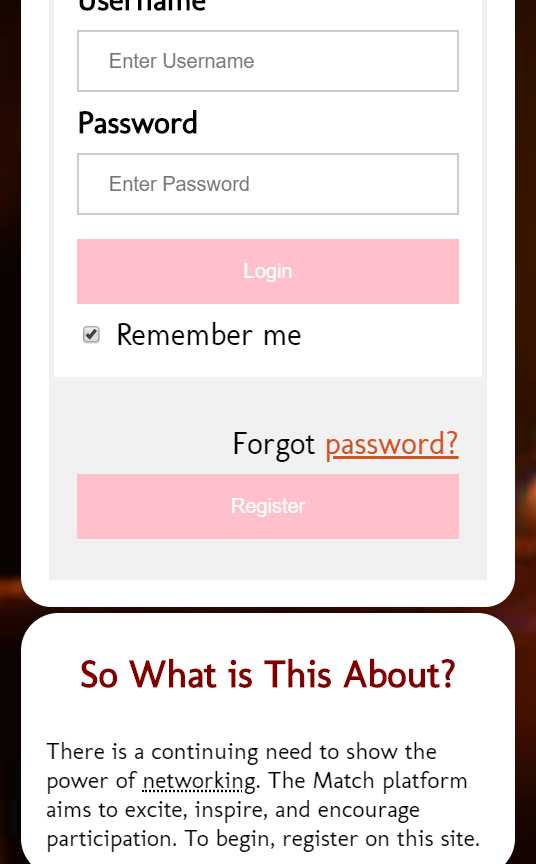 Username
Enter Username
Password
Enter Password
Login
Remember me
Forgot password?
Register
So What is This About?
There is a continuing need to show the
power of networking. The Match platform
aims to excite, inspire, and encourage
participation. To begin, register on this site.